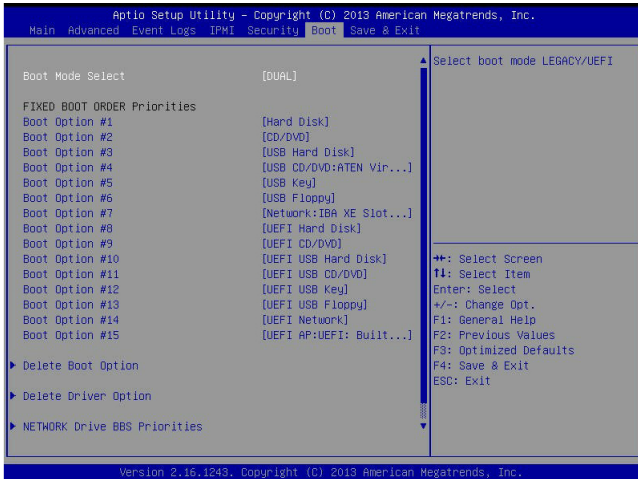 Aptio Setup Utility – Copyright (C) 2013 American Megatrends, Inc.
Main Advanced Event Logs IPMI Security Boot Save & Exit
Boot Mode Select [DUAL]
FIXED BOOT ORDER Priorities
Boot Option #1 [Hard Disk]
Boot Option #2 [CD/DVD]
Boot Option #3 [USB Hard Disk]
Boot Option #4 [USB CD/DVD:ATEN Vir...]
Boot Option #5 [USB Key]
Boot Option #6 [USB Floppy]
Boot Option #7 [Network:IBA XE Slot...]
Boot Option #8 [UEFI Hard Disk]
Boot Option #9 [UEFI CD/DVD]
Boot Option #10 [UEFI USB Hard Disk]
Boot Option #11 [UEFI USB CD/DVD]
Boot Option #12 [UEFI USB Key]
Boot Option #13 [UEFI USB Floppy]
Boot Option #14 [UEFI Network]
Boot Option #15 [UEFI AP:UEFI: Built...]
Delete Boot Option
Delete Driver Option
NETWORK Drive BBS Priorities
Select boot mode LEGACY/UEFI
→←: Select Screen
↑↓: Select Item
Enter: Select
+/-: Change Opt.
F1: General Help
F2: Previous Values
F3: Optimized Defaults
F4: Save & Exit
ESC: Exit
Version 2.16.1243. Copyright (C) 2013 American Megatrends, Inc.